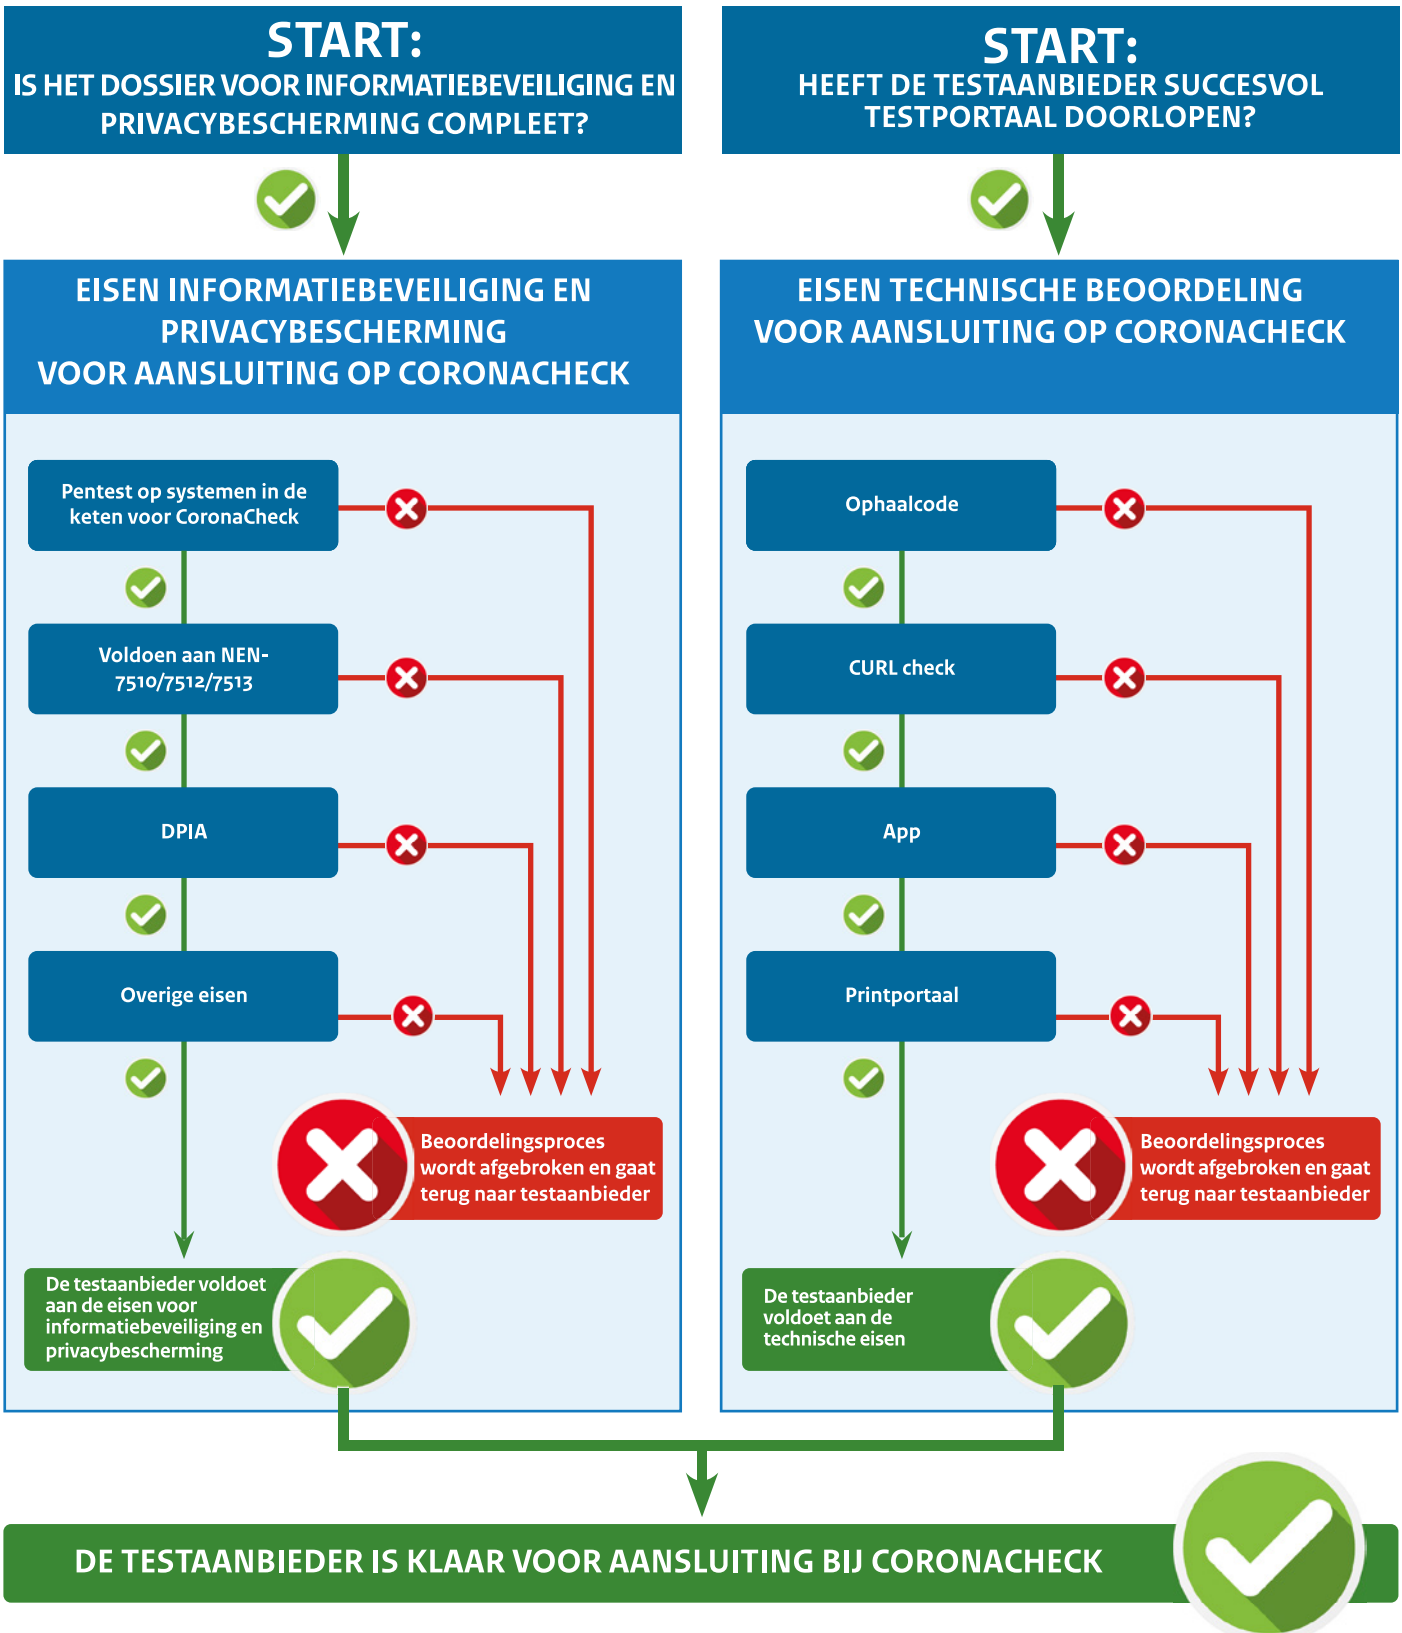 START:
IS HET DOSSIER VOOR INFORMATIEBEVEILIGING EN
PRIVACYBESCHERMING COMPLEET?
EISEN INFORMATIEBEVEILIGING EN
PRIVACYBESCHERMING
VOOR AANSLUITING OP CORONACHECK
Pentest op systemen in de
keten voor CoronaCheck
Voldoen aan NEN-
7510/7512/7513
DPIA
Overige eisen
Beoordelingsproces
wordt afgebroken en gaat
terug naar testaanbieder
De testaanbieder voldoet
aan de eisen voor
informatiebeveiliging en
privacybescherming
START:
HEEFT DE TESTAANBIEDER SUCCESVOL
TESTPORTAAL DOORLOPEN?
EISEN TECHNISCHE BEOORDELING
VOOR AANSLUITING OP CORONACHECK
Ophaalcode
CURL check
App
Printportaal
Beoordelingsproces
wordt afgebroken en gaat
terug naar testaanbieder
De testaanbieder
voldoet aan de
technische eisen
DE TESTAANBIEDER IS KLAAR VOOR AANSLUITING BIJ CORONACHECK